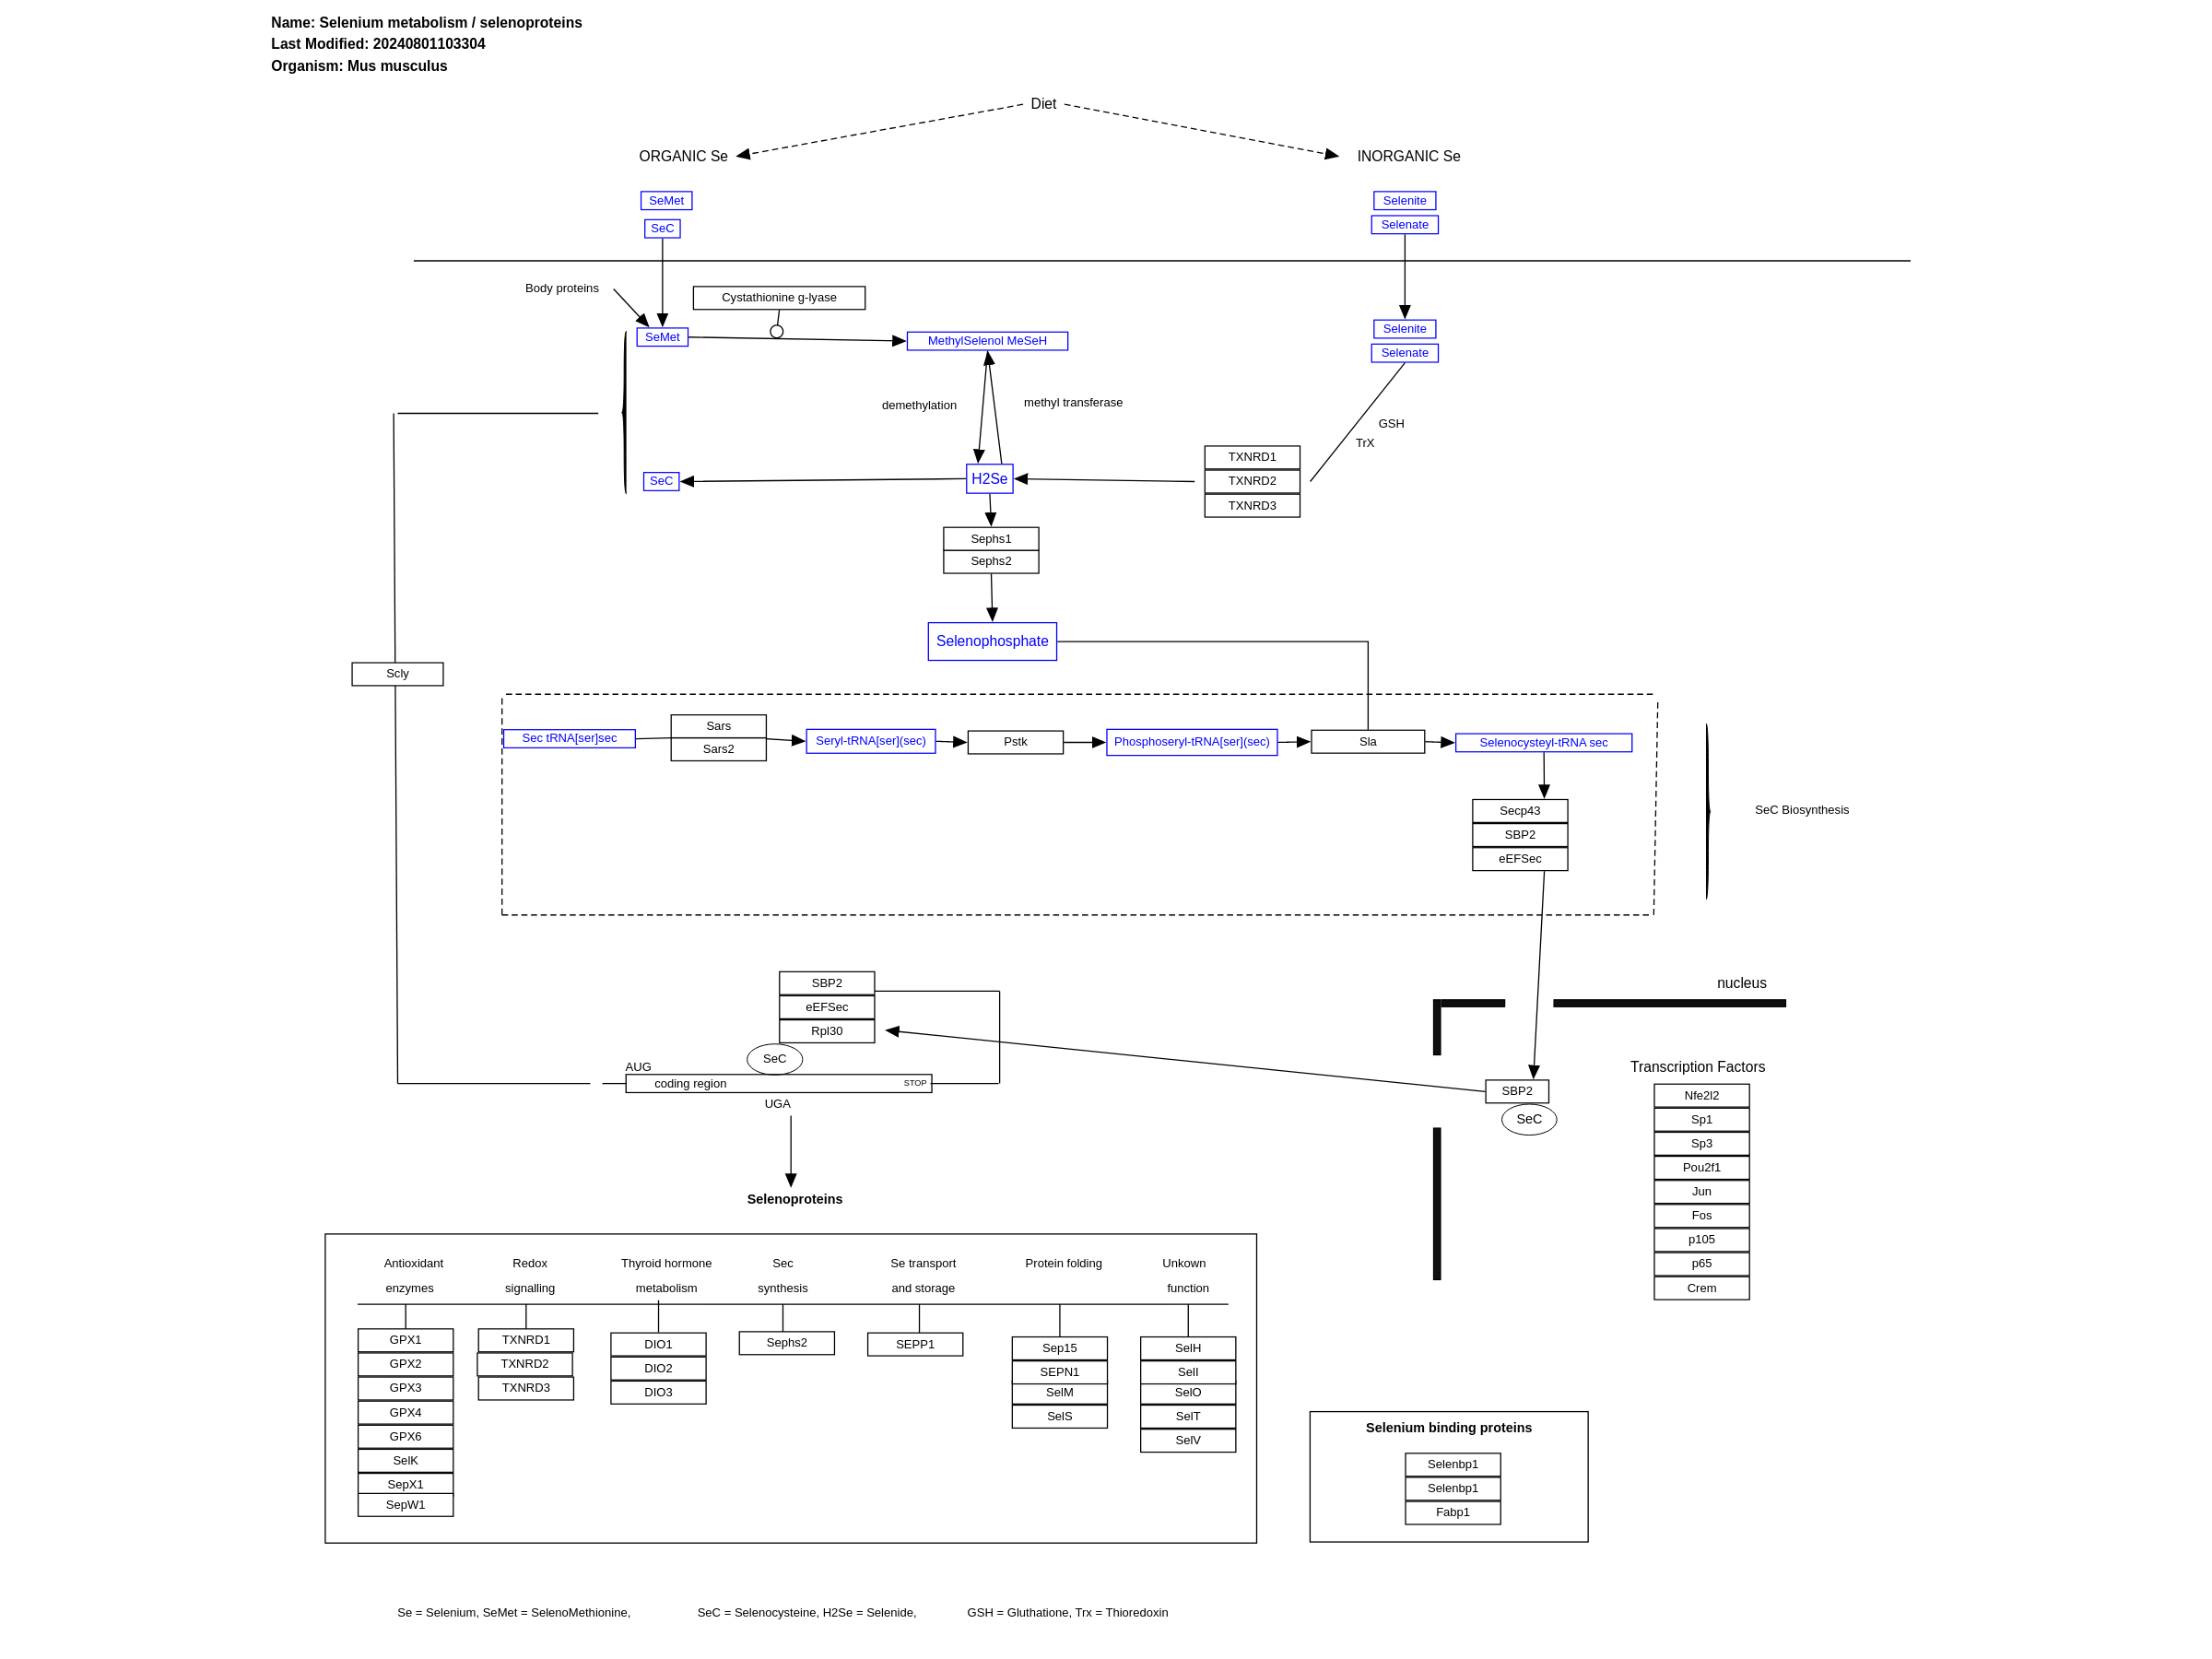 Name: Selenium metabolism / selenoproteins
Last Modified: 20240801103304
Organism: Mus musculus
Diet
ORGANIC Se
INORGANIC Se
SeMet
SeC
Selenite
Selenate
Body proteins
Cystathionine g-lyase
SeMet
MethylSelenol MeSeH
Selenite
Selenate
demethylation
methyl transferase
GSH
TrX
TXNRD1
TXNRD2
TXNRD3
SeC
H2Se
Sephs1
Sephs2
Selenophosphate
Scly
Sec tRNA[ser]sec
Sars
Sars2
Seryl-tRNA[ser](sec)
Pstk
Phosphoseryl-tRNA[ser](sec)
Sla
Selenocysteyl-tRNA sec
Secp43
SBP2
eEFSec
SeC Biosynthesis
SBP2
eEFSec
Rpl30
SeC
AUG
coding region
STOP
UGA
nucleus
SBP2
SeC
Transcription Factors
Nfe2l2
Sp1
Sp3
Pou2f1
Jun
Fos
p105
p65
Crem
Selenoproteins
Antioxidant
enzymes
Redox
signalling
Thyroid hormone
metabolism
Sec
synthesis
Se transport
and storage
Protein folding
Unkown
function
GPX1
GPX2
GPX3
GPX4
GPX6
SelK
SepX1
SepW1
TXNRD1
TXNRD2
TXNRD3
DIO1
DIO2
DIO3
Sephs2
SEPP1
Sep15
SEPN1
SelM
SelS
SelH
SelI
SelO
SelT
SelV
Selenium binding proteins
Selenbp1
Selenbp1
Fabp1
Se = Selenium, SeMet = SelenoMethionine, SeC = Selenocysteine, H2Se = Selenide, GSH = Gluthatione, Trx = Thioredoxin